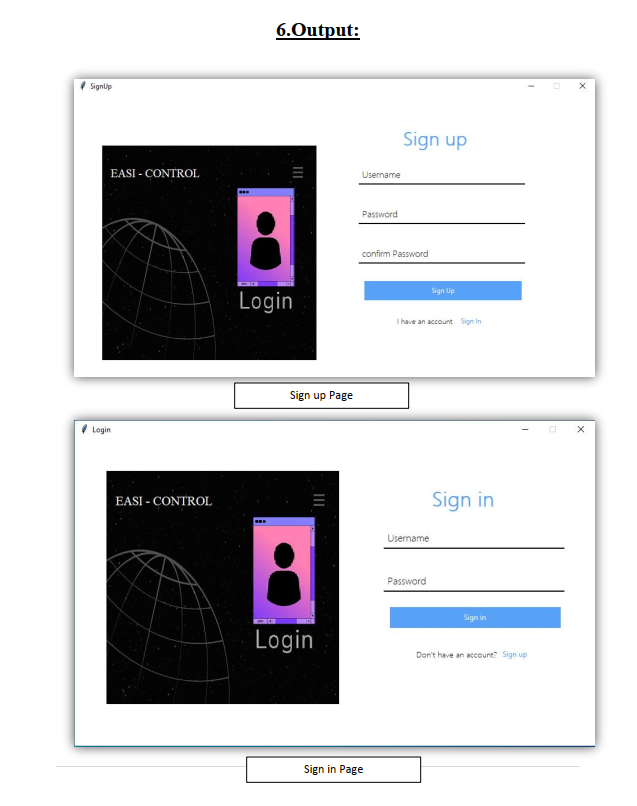 6.Output:
SignUp
Sign up
EASI - CONTROL
Username
Password
confirm Password
Login
Sign Up
I have an account Sign In
Sign up Page
Login
Sign in
EASI - CONTROL
Username
Password
Sign in
Login
Don't have an account? Sign up
Sign in Page